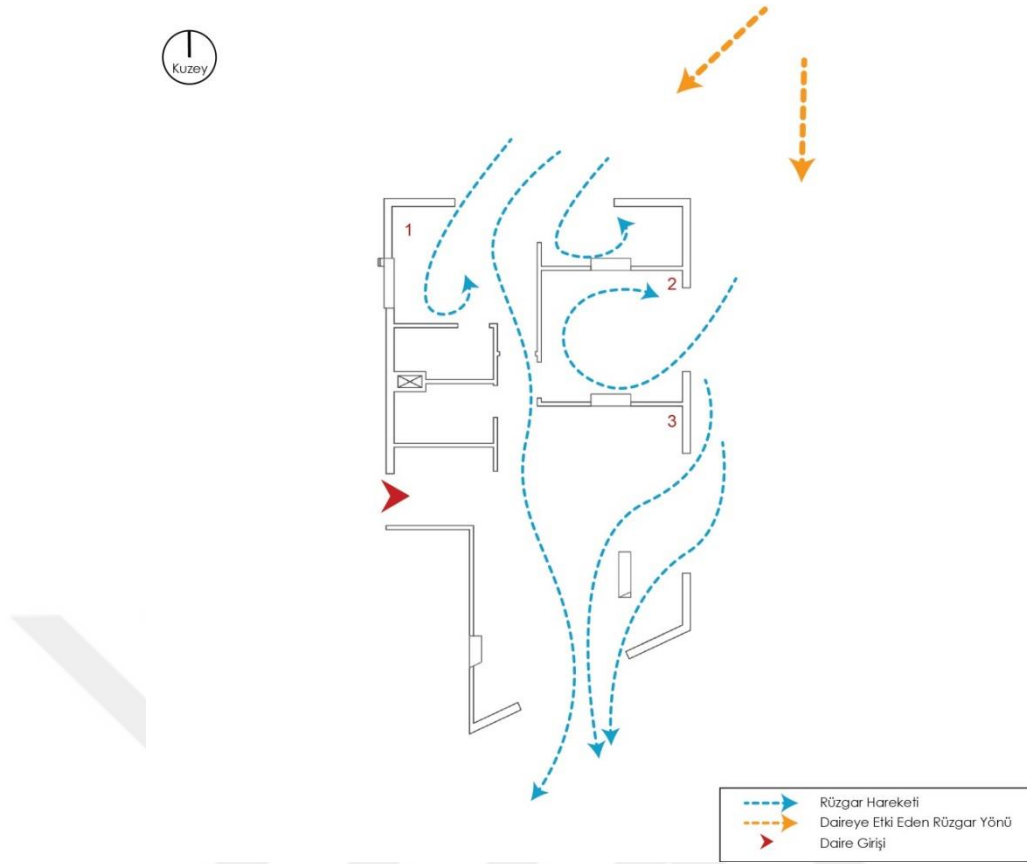 Kuzey
1
2
3
Rüzgar Hareketi
Daireye Etki Eden Rüzgar Yönü
Daire Girişi